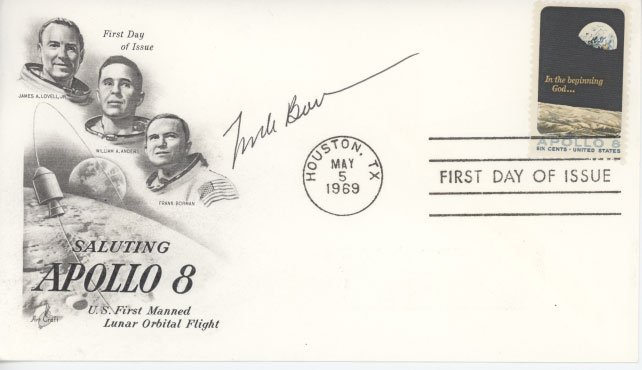 First Day
of Issue
JAMES A. LOVELL, JR.
WILLIAM A. ANDERS
FRANK BORMAN
SALUTING
APOLLO 8
U.S. First Manned
Lunar Orbital Flight
Art Craft
HOUSTON, TX
MAY
5
1969
In the beginning
God...
APOLLO 8
SIX CENTS · UNITED STATES
FIRST DAY OF ISSUE